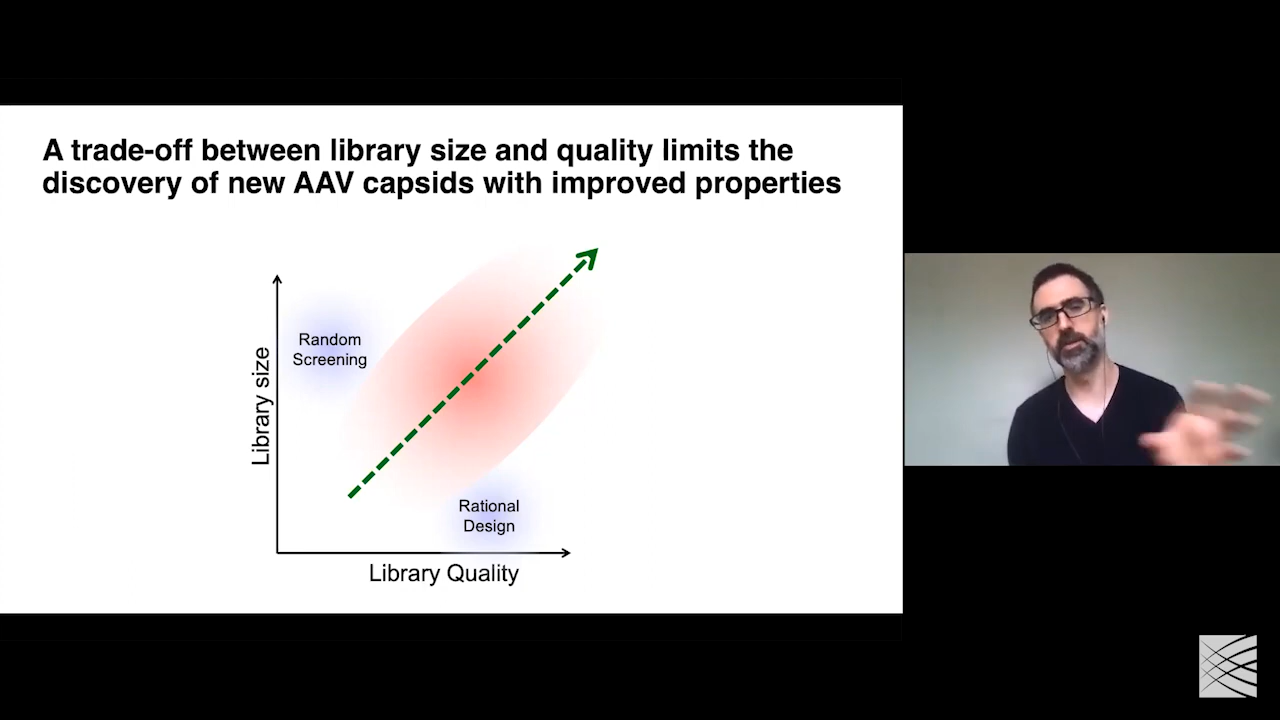 A trade-off between library size and quality limits the
discovery of new AAV capsids with improved properties
Random
Screening
Library size
Rational
Design
Library Quality